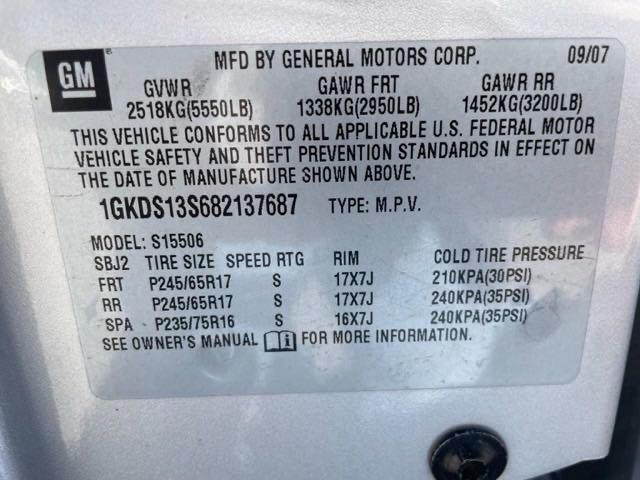 GM
MFD BY GENERAL MOTORS CORP. 09/07
GVWR GAWR FRT GAWR RR
2518KG(5550LB) 1338KG(2950LB) 1452KG(3200LB)
THIS VEHICLE CONFORMS TO ALL APPLICABLE U.S. FEDERAL MOTOR
VEHICLE SAFETY AND THEFT PREVENTION STANDARDS IN EFFECT ON
THE DATE OF MANUFACTURE SHOWN ABOVE.
1GKDS13S682137687 TYPE: M.P.V.
MODEL: S15506
SBJ2 TIRE SIZE SPEED RTG RIM COLD TIRE PRESSURE
FRT P245/65R17 S 17X7J 210KPA(30PSI)
RR P245/65R17 S 17X7J 240KPA(35PSI)
SPA P235/75R16 S 16X7J 240KPA(35PSI)
SEE OWNER'S MANUAL FOR MORE INFORMATION.